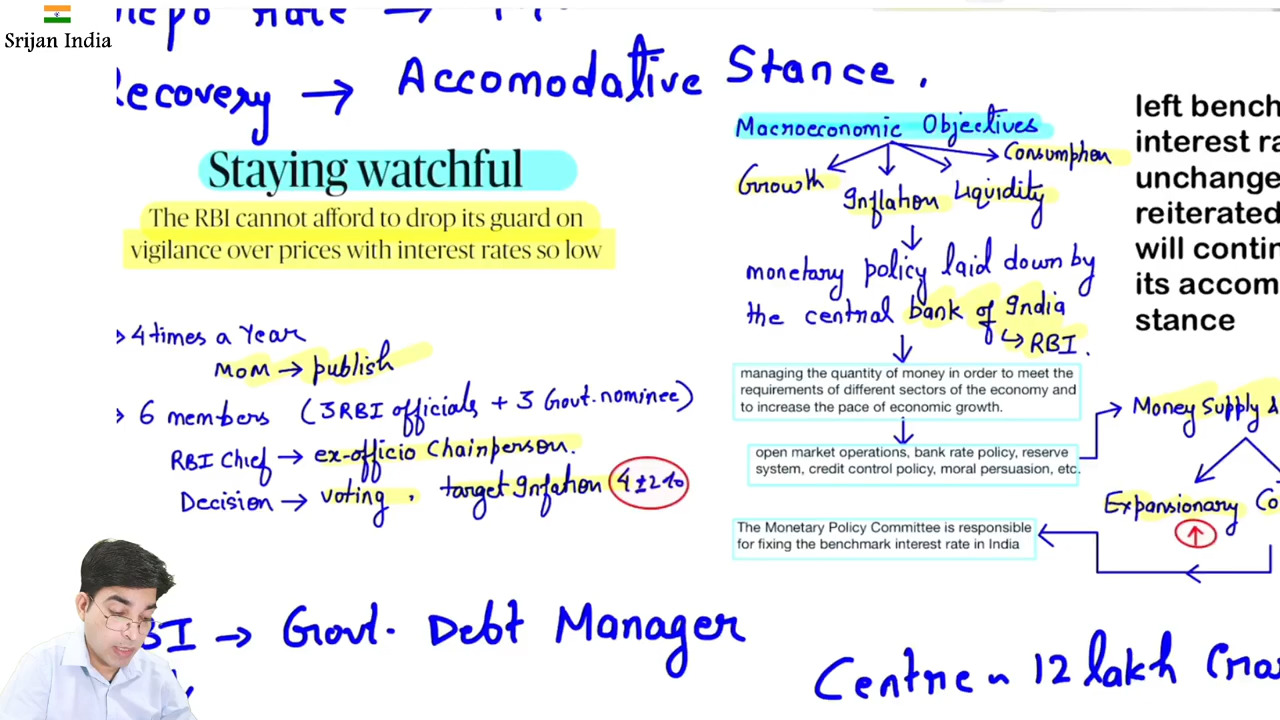 Srijan India
Repo Rate →
Recovery → Accomodative Stance.
Staying watchful
The RBI cannot afford to drop its guard on
vigilance over prices with interest rates so low
> 4 times a Year
MOM → publish
> 6 members (3 RBI officials + 3 Govt. nominee)
RBI Chief → ex-officio Chairperson.
Decision → voting, target Inflation 4±2%
RBI → Govt. Debt Manager
Macroeconomic Objectives
Growth Inflation Liquidity Consumption
monetary policy laid down by
the central bank of India
↳ RBI.
managing the quantity of money in order to meet the
requirements of different sectors of the economy and
to increase the pace of economic growth.
open market operations, bank rate policy, reserve
system, credit control policy, moral persuasion, etc.
The Monetary Policy Committee is responsible
for fixing the benchmark interest rate in India
left bench
interest ra
unchange
reiterated
will contin
its accom
stance
Money Supply &
Expansionary Co
↑
Centre ~ 12 lakh Cra